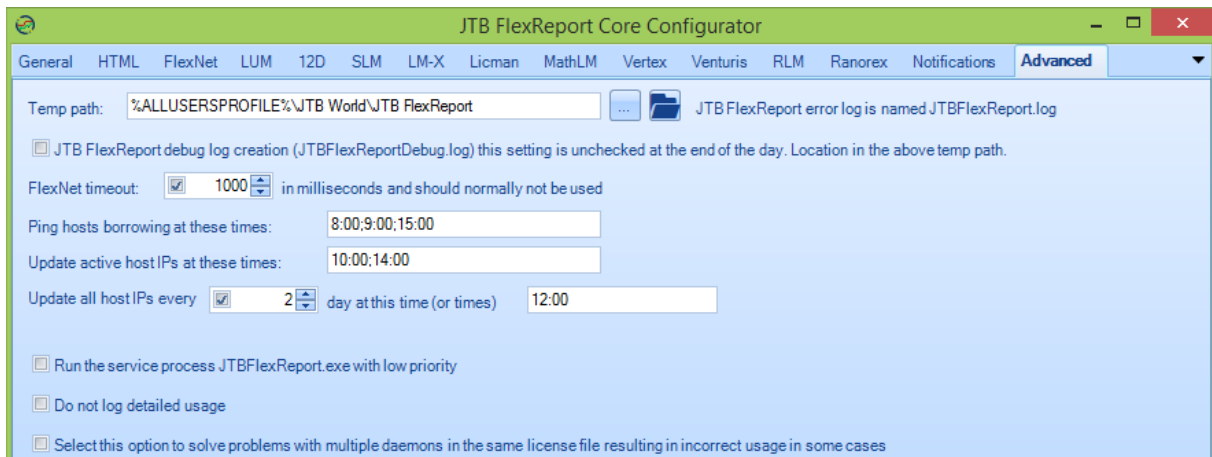 JTB FlexReport Core Configurator
General HTML FlexNet LUM 12D SLM LM-X Licman MathLM Vertex Venturis RLM Ranorex Notifications Advanced
Temp path: %ALLUSERSPROFILE%\JTB World\JTB FlexReport ... JTB FlexReport error log is named JTBFlexReport.log
JTB FlexReport debug log creation (JTBFlexReportDebug.log) this setting is unchecked at the end of the day. Location in the above temp path.
FlexNet timeout: 1000 in milliseconds and should normally not be used
Ping hosts borrowing at these times: 8:00;9:00;15:00
Update active host IPs at these times: 10:00;14:00
Update all host IPs every 2 day at this time (or times) 12:00
Run the service process JTBFlexReport.exe with low priority
Do not log detailed usage
Select this option to solve problems with multiple daemons in the same license file resulting in incorrect usage in some cases